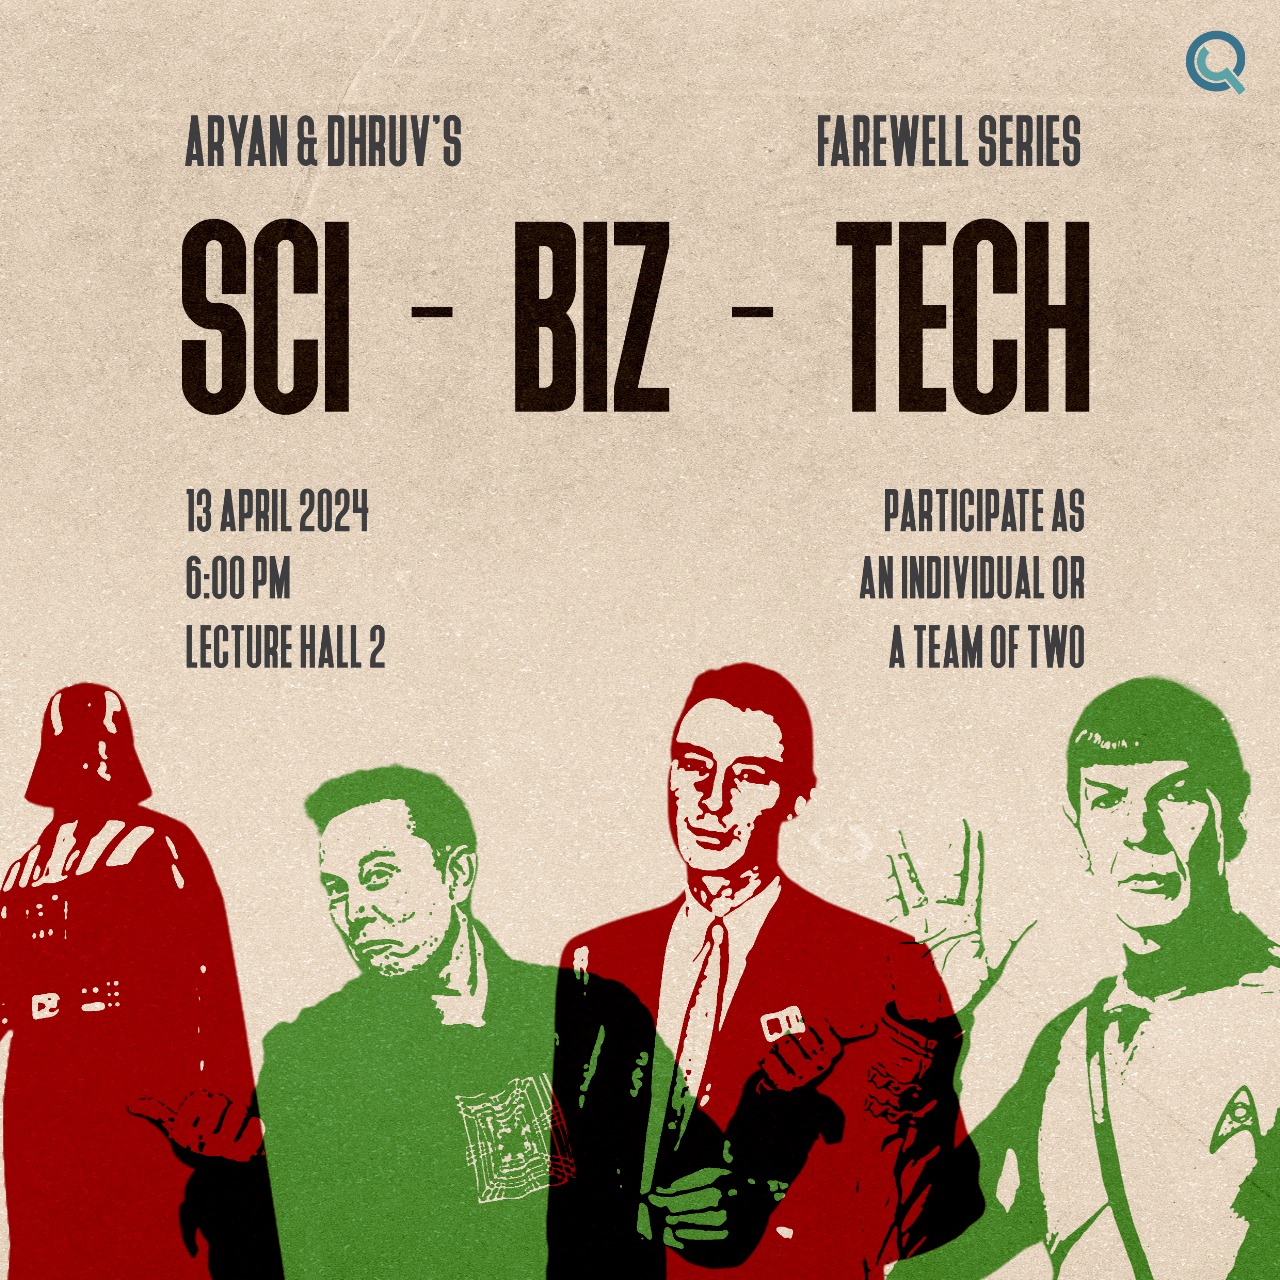 ARYAN & DHRUV'S
FAREWELL SERIES
SCI - BIZ - TECH
13 APRIL 2024
6:00 PM
LECTURE HALL 2
PARTICIPATE AS
AN INDIVIDUAL OR
A TEAM OF TWO